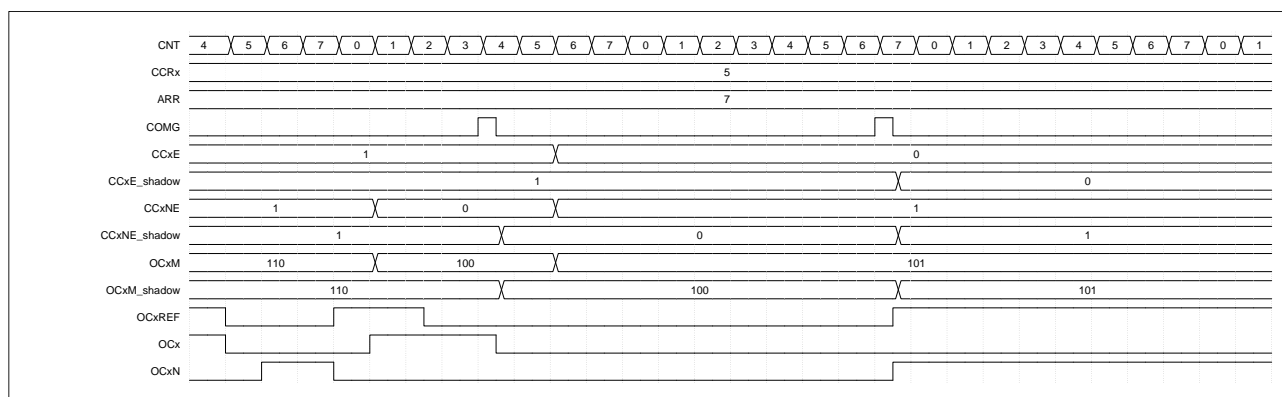 CNT 4 5 6 7 0 1 2 3 4 5 6 7 0 1 2 3 4 5 6 7 0 1 2 3 4 5 6 7 0 1
CCRx 5
ARR 7
COMG
CCxE 1 0
CCxE_shadow 1 0
CCxNE 1 0 1
CCxNE_shadow 1 0 1
OCxM 110 100 101
OCxM_shadow 110 100 101
OCxREF
OCx
OCxN